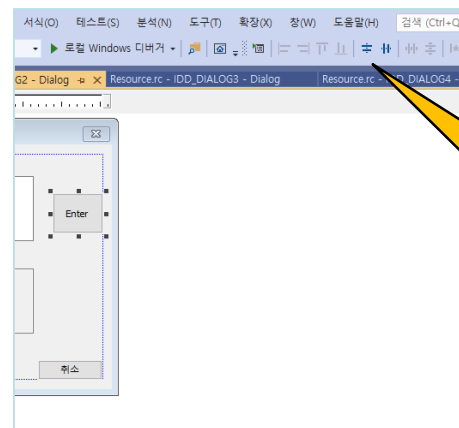 서식(O) 테스트(S) 분석(N) 도구(T) 확장(X) 창(W) 도움말(H) 검색 (Ctrl+Q
로컬 Windows 디버거
G2 - Dialog Resource.rc - IDD_DIALOG3 - Dialog Resource.rc - IDD_DIALOG4 -
Enter
취소